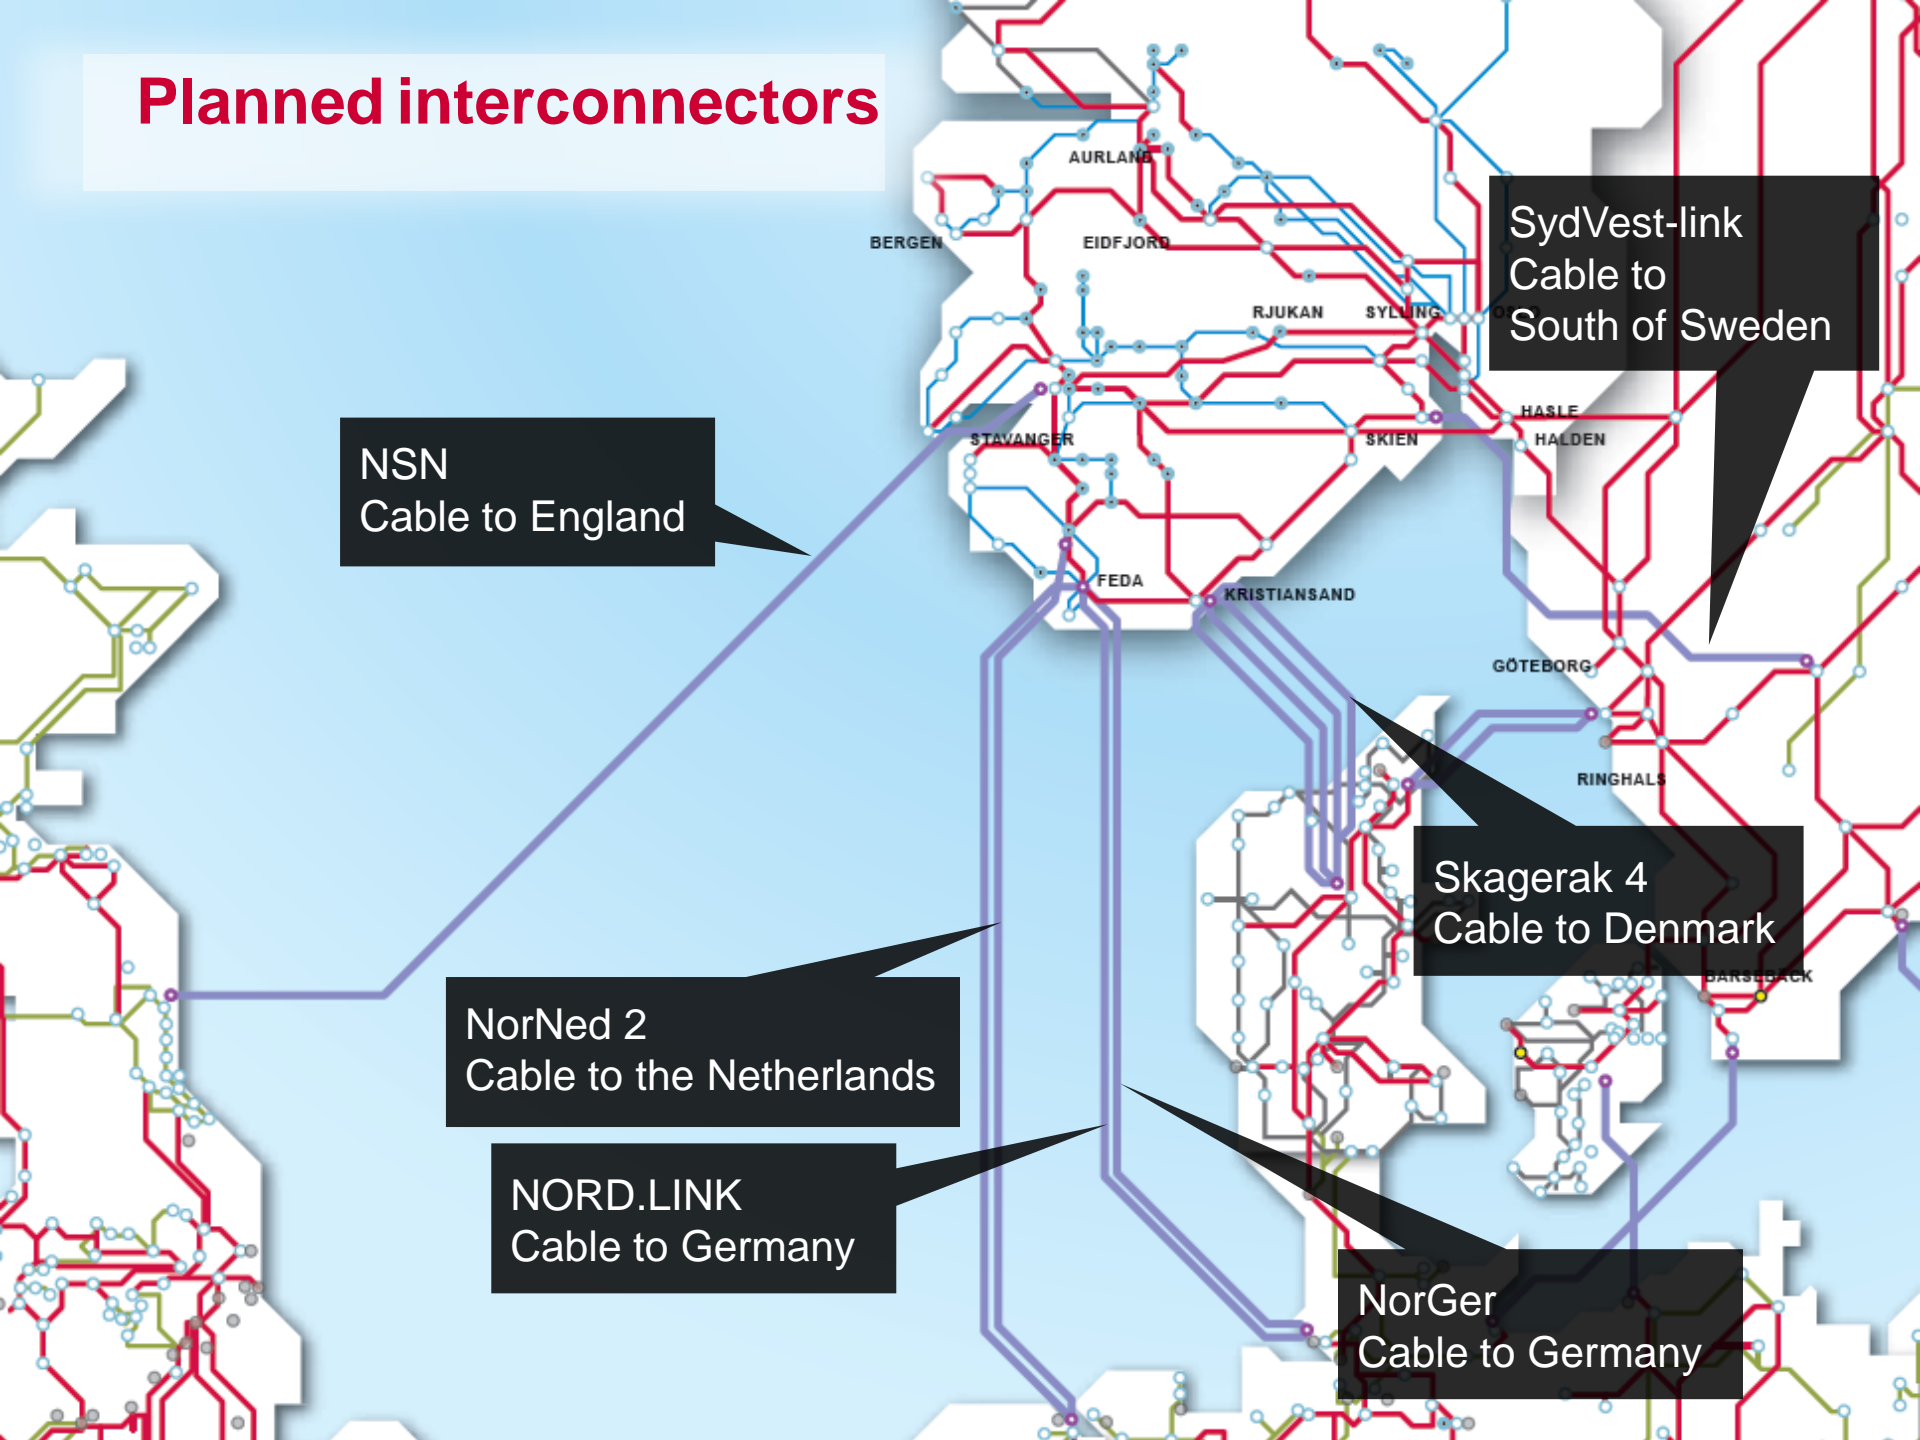 Planned interconnectors
AURLAND
BERGEN
EIDFJORD
SydVest-link
Cable to
South of Sweden
RJUKAN
SYLLING
OSLO
HASLE
HALDEN
STAVANGER
SKIEN
NSN
Cable to England
FEDA
KRISTIANSAND
GÖTEBORG
RINGHALS
Skagerak 4
Cable to Denmark
BARSEBÄCK
NorNed 2
Cable to the Netherlands
NORD.LINK
Cable to Germany
NorGer
Cable to Germany